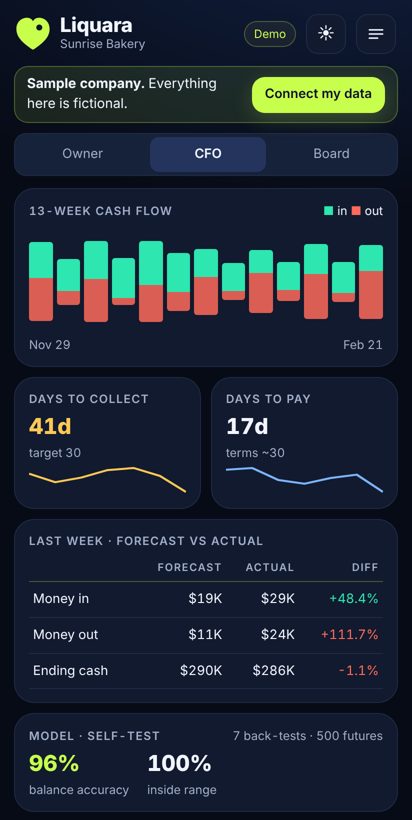 Liquara
Sunrise Bakery
Demo
Sample company. Everything
here is fictional.
Connect my data
Owner
CFO
Board
13-WEEK CASH FLOW
in out
Nov 29
Feb 21
DAYS TO COLLECT
41d
target 30
DAYS TO PAY
17d
terms ~30
LAST WEEK · FORECAST VS ACTUAL
FORECAST ACTUAL DIFF
Money in $19K $29K +48.4%
Money out $11K $24K +111.7%
Ending cash $290K $286K -1.1%
MODEL · SELF-TEST
7 back-tests · 500 futures
96%
balance accuracy
100%
inside range